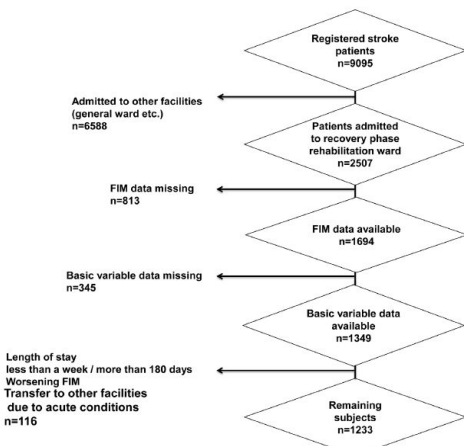 Registered stroke
patients
n=9095
Admitted to other facilities
(general ward etc.)
n=6588
Patients admitted
to recovery phase
rehabilitation ward
n=2507
FIM data missing
n=813
FIM data available
n=1694
Basic variable data missing
n=345
Basic variable data
available
n=1349
Length of stay
less than a week / more than 180 days
Worsening FIM
Transfer to other facilities
due to acute conditions
n=116
Remaining
subjects
n=1233